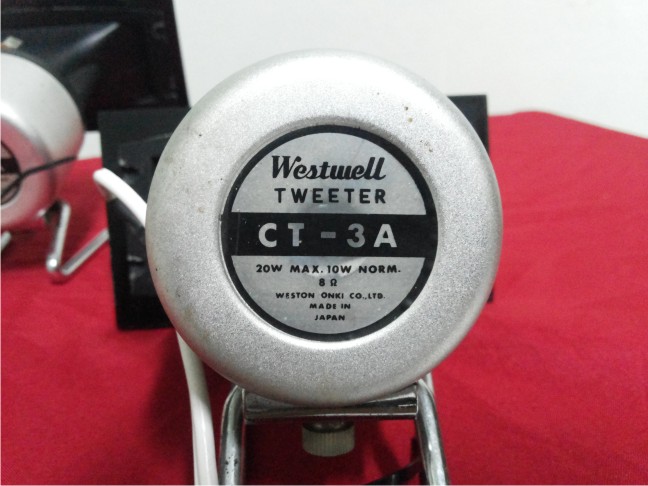 Westwell
TWEETER
CT-3A
20W MAX. 10W NORM.
8 Ω
WESTON ONKI CO.,LTD.
MADE IN
JAPAN